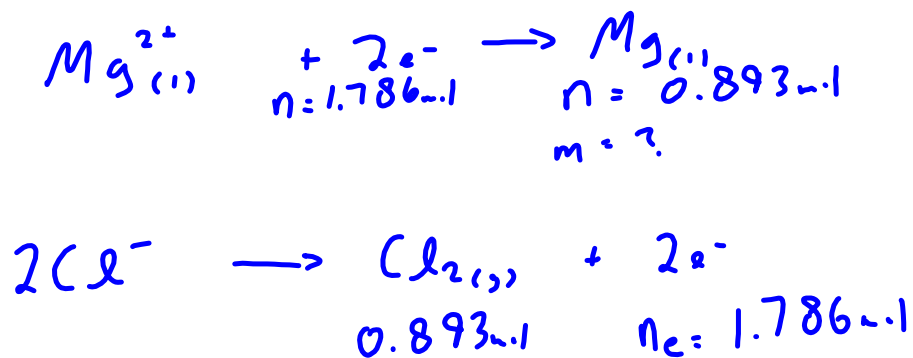 Mg²⁺(l) + 2e⁻ → Mg(l)
n = 1.786 mol n = 0.893 mol
m = ?
2Cl⁻ → Cl₂(g) + 2e⁻
0.893 mol nₑ = 1.786 mol